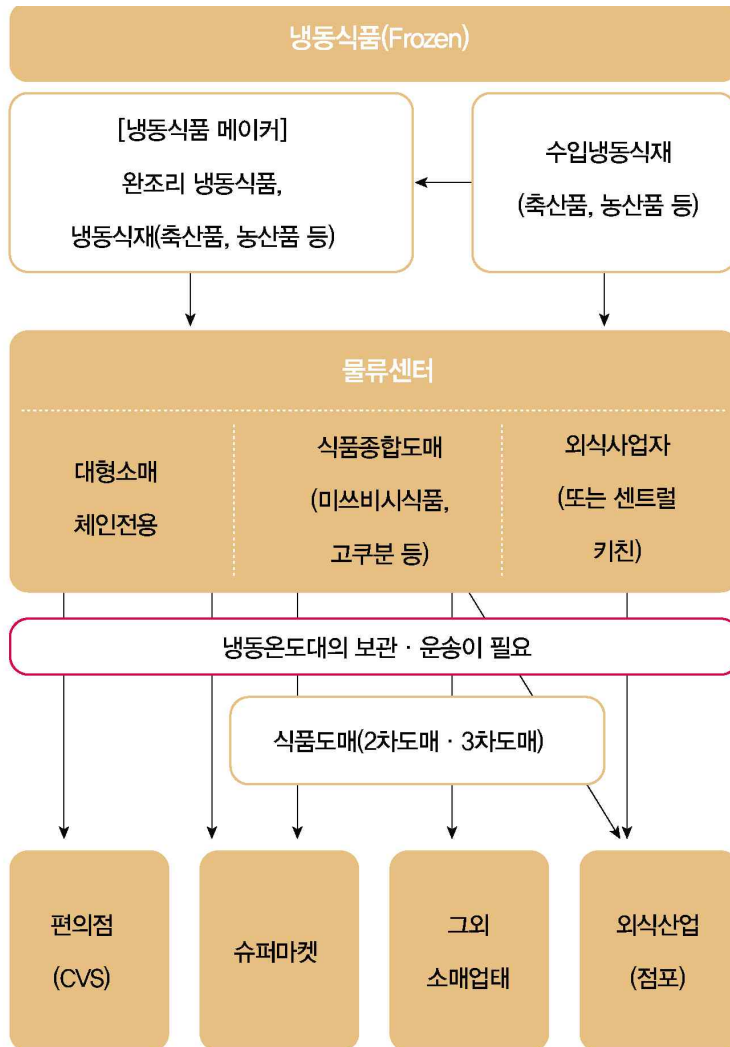 냉동식품(Frozen)
[냉동식품 메이커]
완조리 냉동식품,
냉동식재(축산품, 농산품 등)
수입냉동식재
(축산품, 농산품 등)
물류센터
대형소매
체인전용
식품종합도매
(미쓰비시식품,
고쿠분 등)
외식사업자
(또는 센트럴
키친)
냉동온도대의 보관 · 운송이 필요
식품도매(2차도매 · 3차도매)
편의점
(CVS)
슈퍼마켓
그외
소매업태
외식산업
(점포)